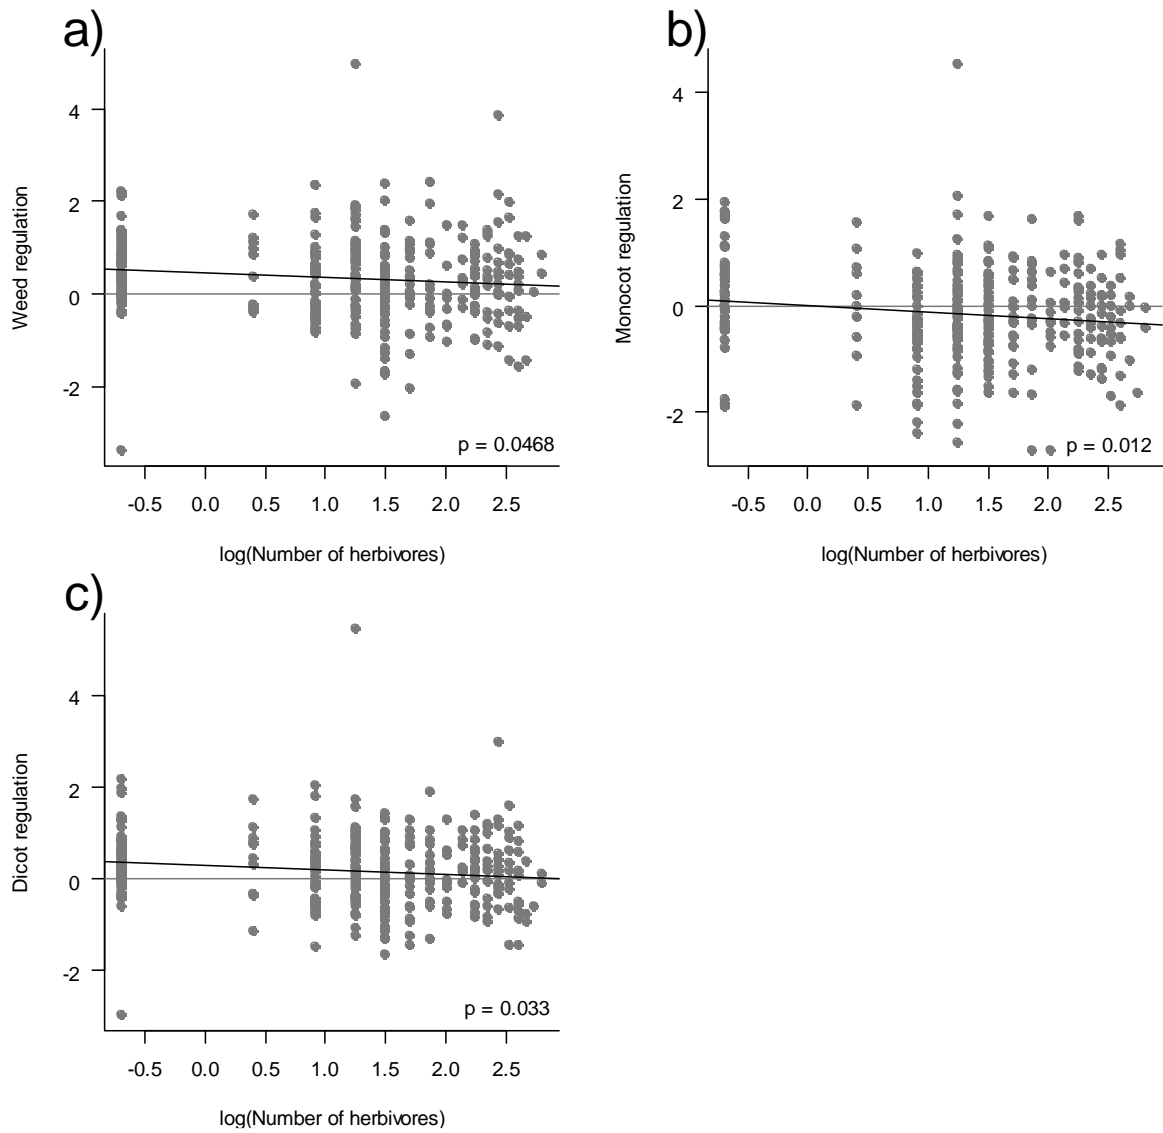 a)
Weed regulation
4
2
0
-2
p = 0.0468
-0.5 0.0 0.5 1.0 1.5 2.0 2.5
log(Number of herbivores)
b)
Monocot regulation
4
2
0
-2
p = 0.012
-0.5 0.0 0.5 1.0 1.5 2.0 2.5
log(Number of herbivores)
c)
Dicot regulation
4
2
0
-2
p = 0.033
-0.5 0.0 0.5 1.0 1.5 2.0 2.5
log(Number of herbivores)